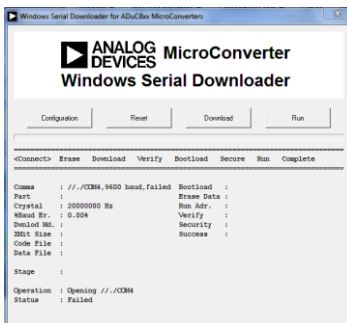 Windows Serial Downloader for ADuC8xx MicroConverters
ANALOG DEVICES MicroConverter
Windows Serial Downloader
Configuration Reset Download Run
<Connect> Erase Download Verify Bootload Secure Run Complete
Comms : //./COM4,9600 baud,failed Bootload :
Part : Erase Data :
Crystal : 20000000 Hz Run Adr. :
%Baud Er. : 0.00% Verify :
Dwnlod Md. : Security :
XMit Size : Success :
Code File :
Data File :
Stage :
Operation : Opening //./COM4
Status : Failed